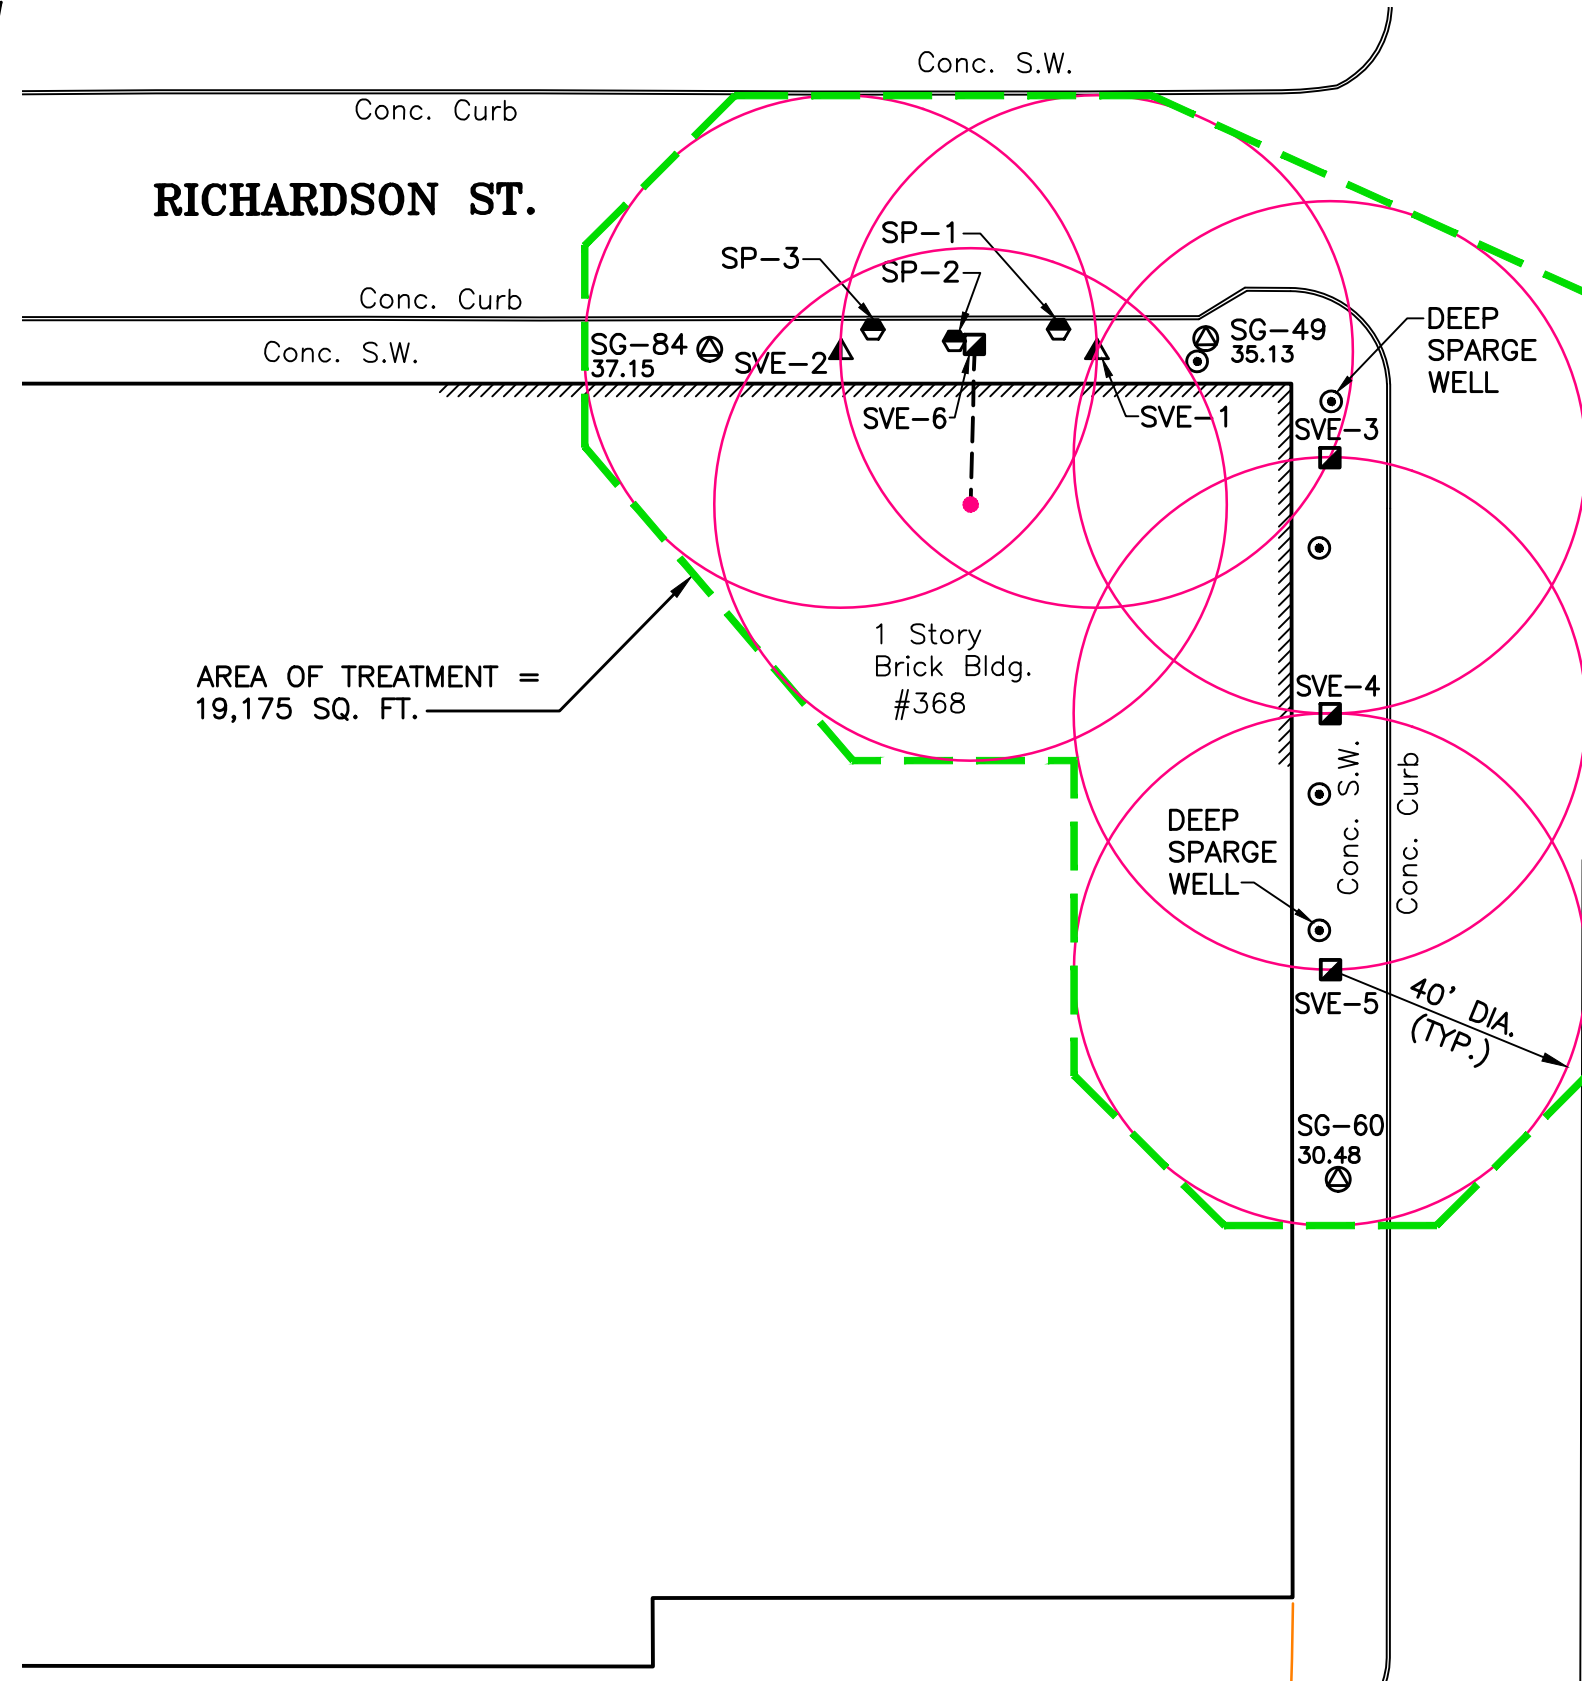 Conc. S.W.
Conc. Curb
RICHARDSON ST.
SP-1
SP-3
SP-2
Conc. Curb
Conc. S.W.
SG-84
37.15
SVE-2
SG-49
35.13
DEEP
SPARGE
WELL
SVE-6
SVE-1
SVE-3
1 Story
Brick Bldg.
#368
AREA OF TREATMENT =
19,175 SQ. FT.
SVE-4
Conc. S.W.
Conc. Curb
DEEP
SPARGE
WELL
SVE-5
40' DIA.
(TYP.)
SG-60
30.48